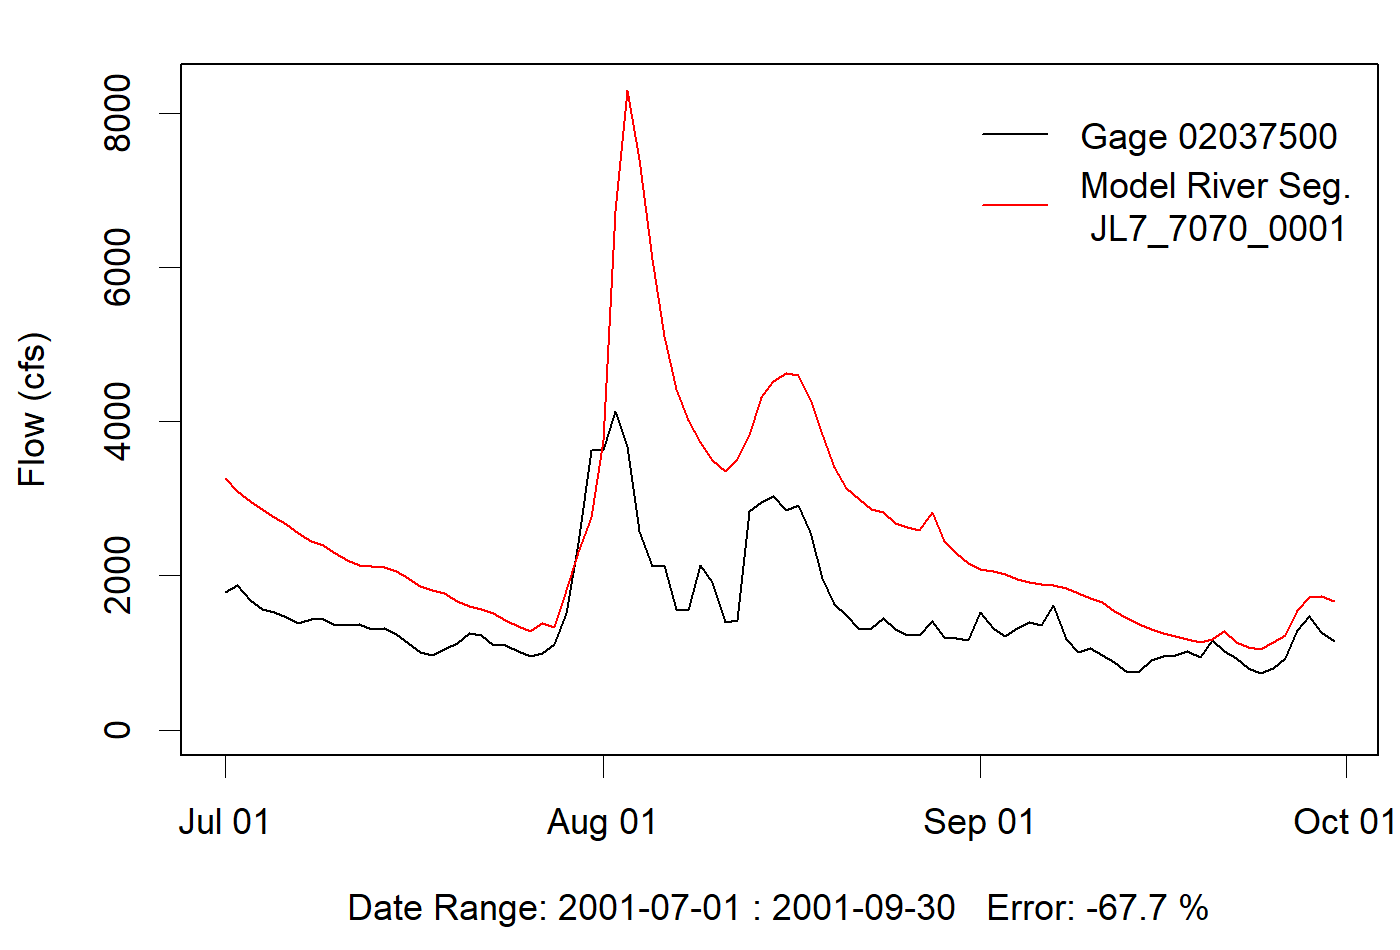 8000
6000
4000
2000
0
Flow (cfs)
Gage 02037500
Model River Seg.
JL7_7070_0001
Jul 01
Aug 01
Sep 01
Oct 01
Date Range: 2001-07-01 : 2001-09-30 Error: -67.7 %